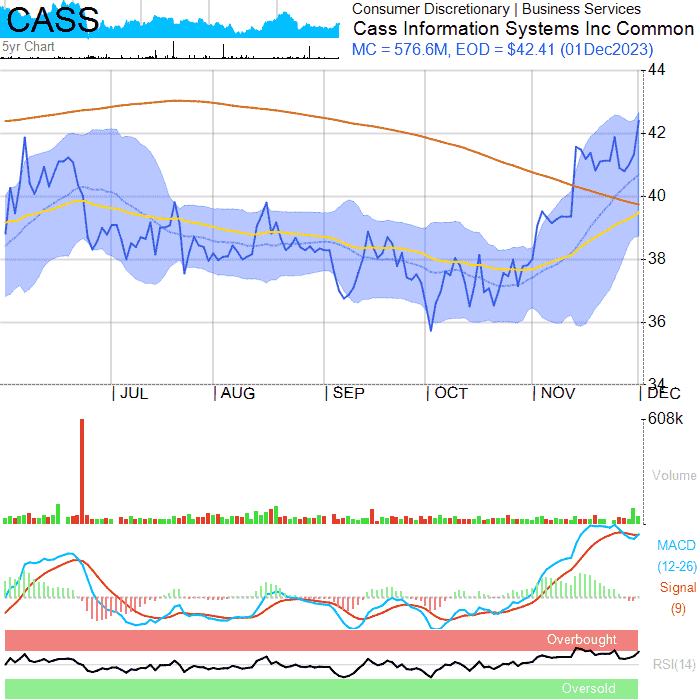 CASS
5yr Chart
Consumer Discretionary | Business Services
Cass Information Systems Inc Common
MC = 576.6M, EOD = $42.41 (01Dec2023)
44
42
40
38
36
34
JUL AUG SEP OCT NOV DEC
608k
Volume
MACD
(12-26)
Signal
(9)
Overbought
RSI(14)
Oversold